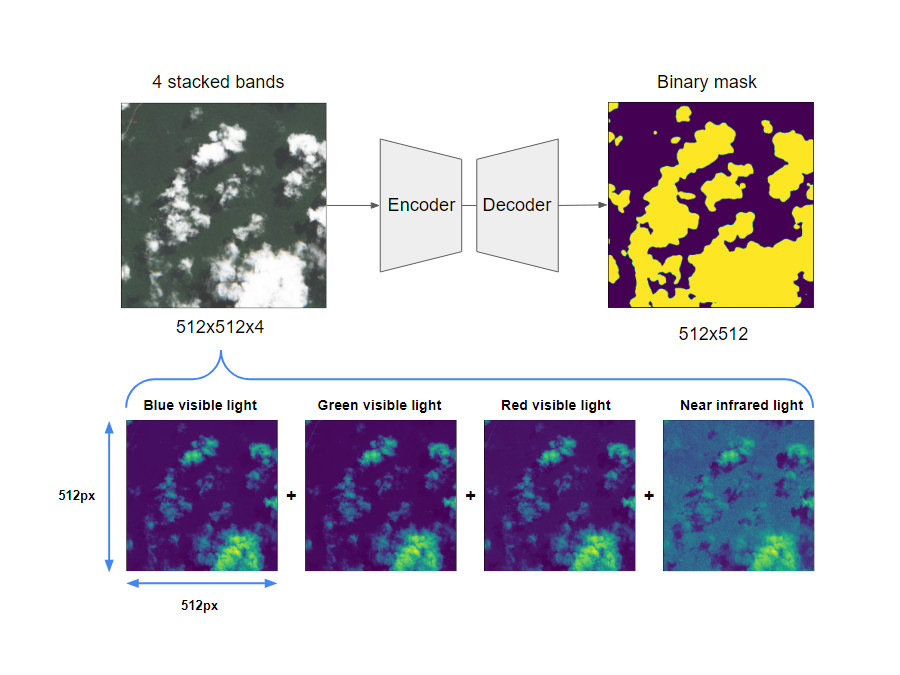 4 stacked bands
Binary mask
Encoder
Decoder
512x512x4
512x512
Blue visible light
Green visible light
Red visible light
Near infrared light
512px
+
+
+
512px